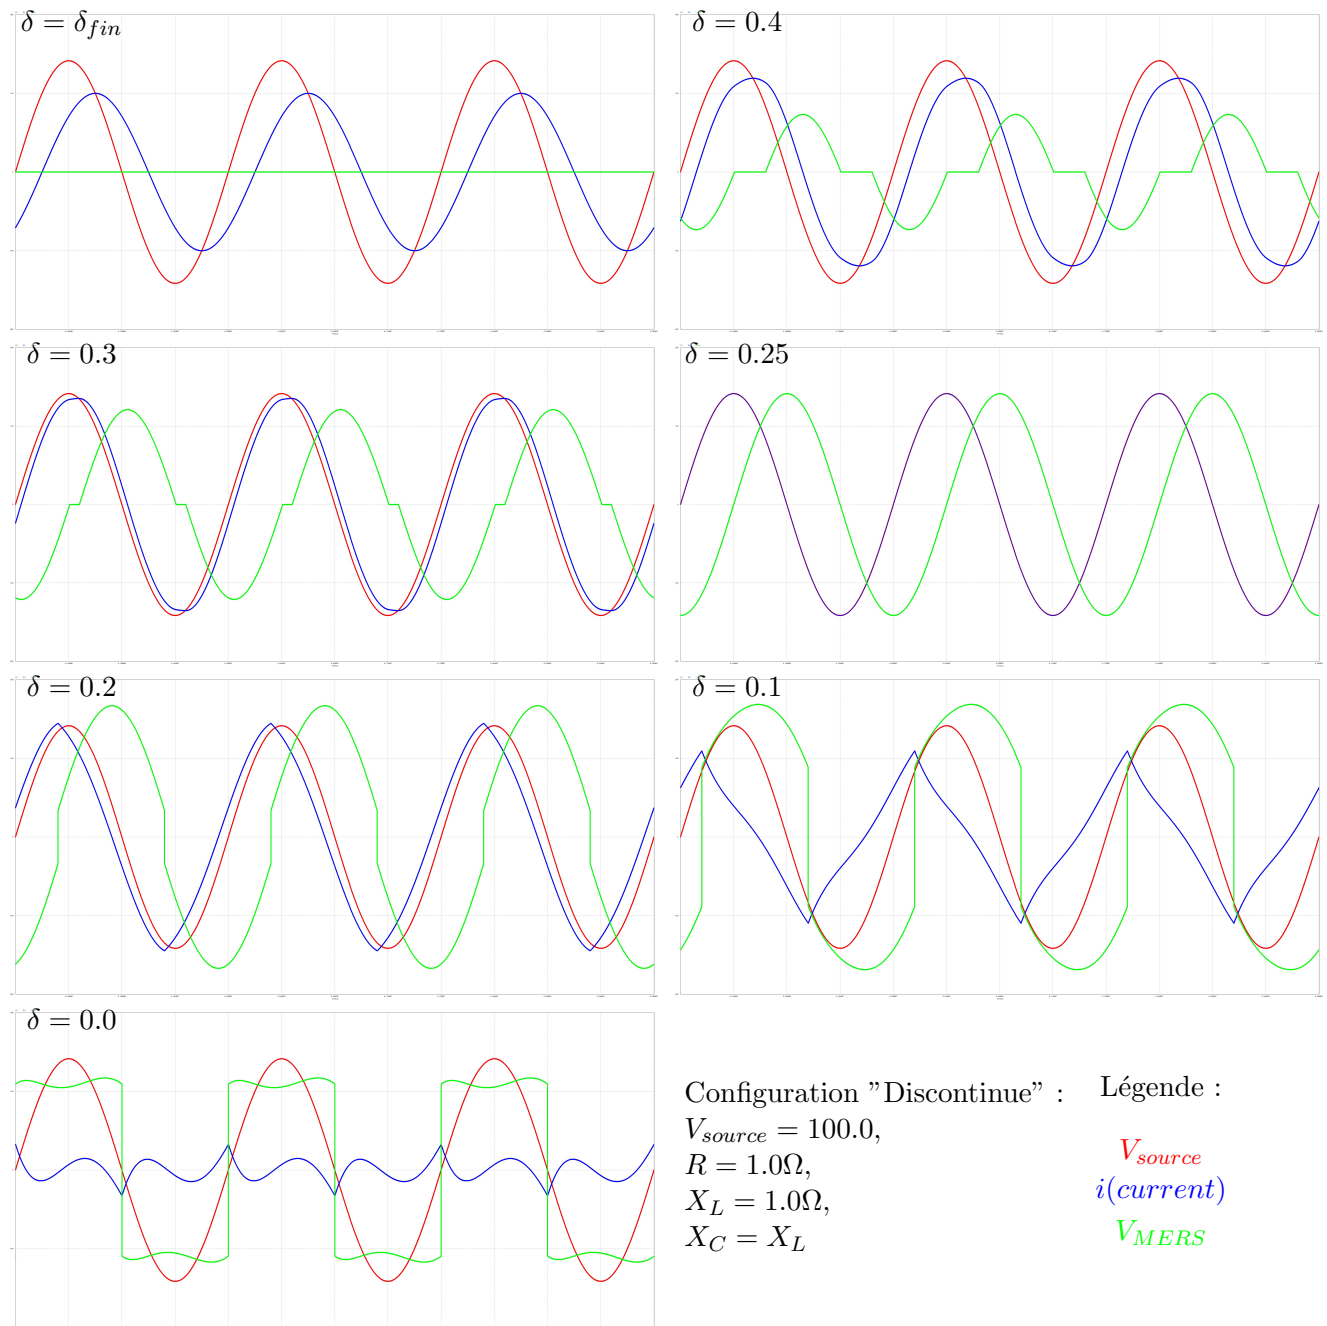 δ = δ_fin
δ = 0.4
δ = 0.3
δ = 0.25
δ = 0.2
δ = 0.1
δ = 0.0
Configuration ”Discontinue” :
V_source = 100.0,
R = 1.0Ω,
X_L = 1.0Ω,
X_C = X_L
Légende :
V_source
i(current)
V_MERS